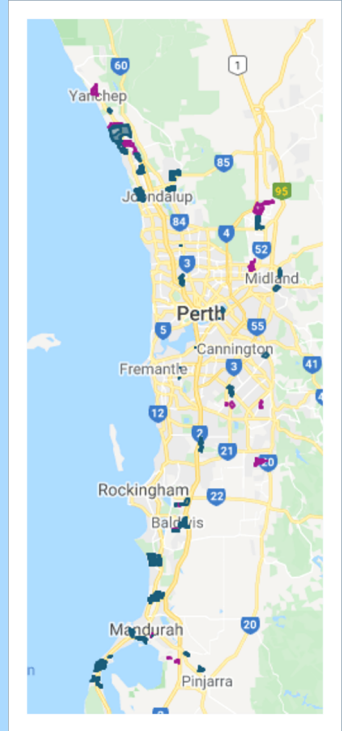 60
1
Yanchep
85
95
Joondalup
84
4
52
3
Midland
Perth
5
55
Cannington
3
41
Fremantle
12
2
21
20
Rockingham
22
Baldivis
20
Mandurah
Pinjarra
n